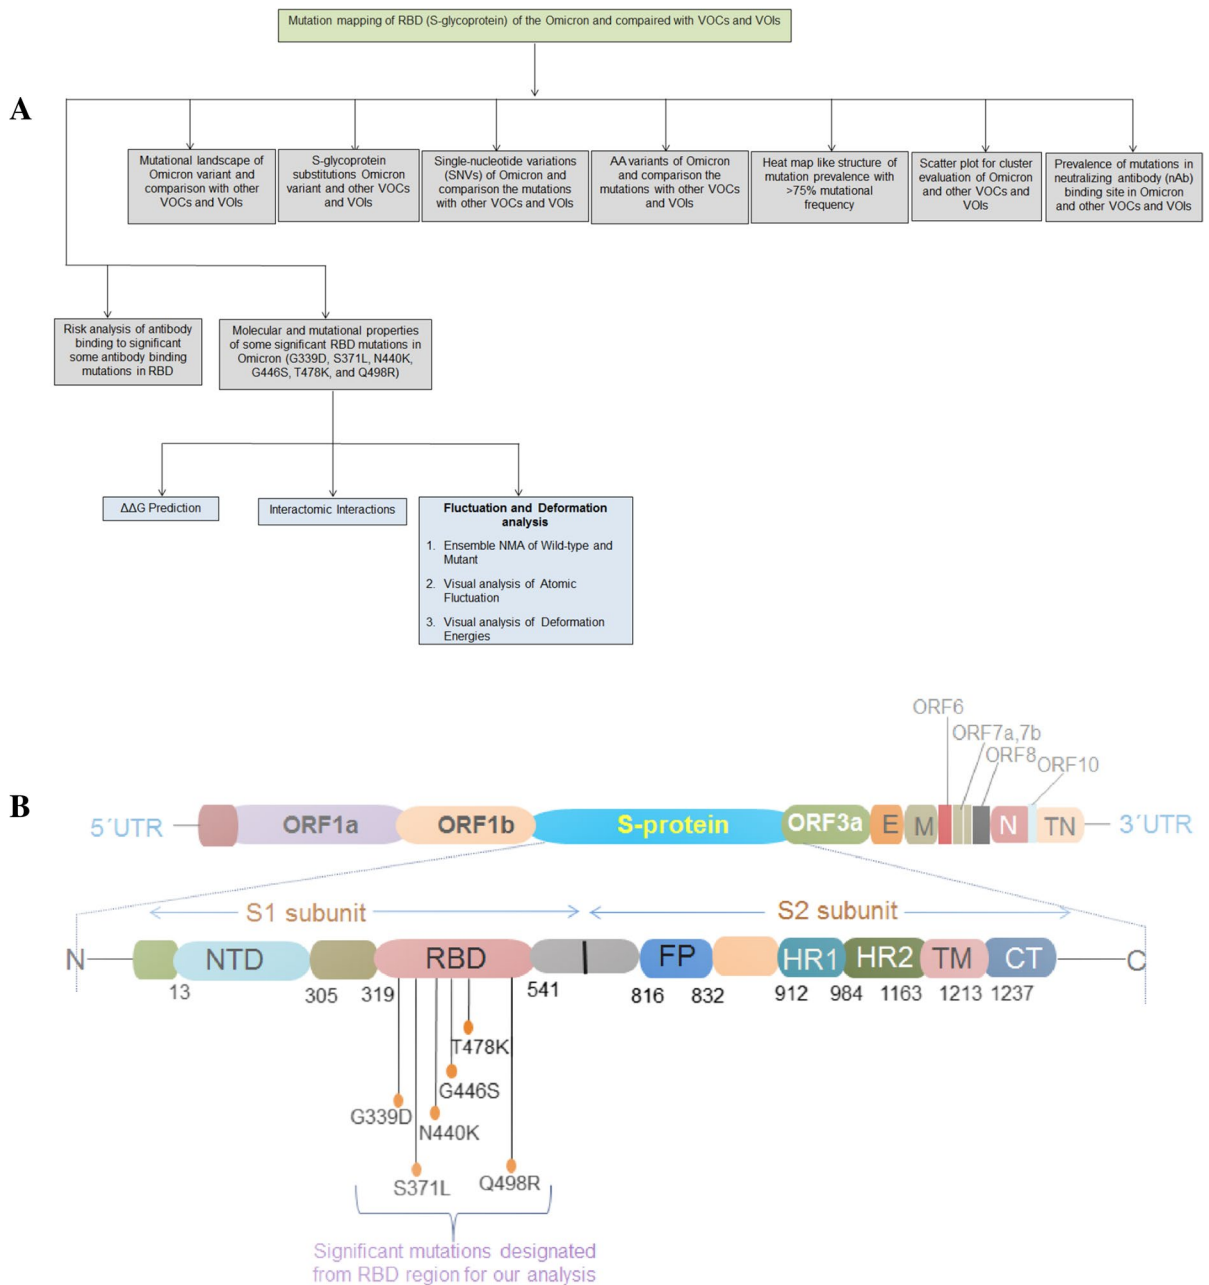 Mutation mapping of RBD (S-glycoprotein) of the Omicron and compaired with VOCs and VOIs
A
Mutational landscape of
Omicron variant and
comparison with other
VOCs and VOIs
S-glycoprotein
substitutions Omicron
variant and other VOCs
and VOIs
Single-nucleotide variations
(SNVs) of Omicron and
comparison the mutations
with other VOCs and VOIs
AA variants of Omicron
and comparison the
mutations with other VOCs
and VOIs
Heat map like structure of
mutation prevalence with
>75% mutational
frequency
Scatter plot for cluster
evaluation of Omicron
and other VOCs and
VOIs
Prevalence of mutations in
neutralizing antibody (nAb)
binding site in Omicron
and other VOCs and VOIs
Risk analysis of antibody
binding to significant
some antibody binding
mutations in RBD
Molecular and mutational properties
of some significant RBD mutations in
Omicron (G339D, S371L, N440K,
G446S, T478K, and Q498R)
ΔΔG Prediction
Interactomic Interactions
Fluctuation and Deformation
analysis
1. Ensemble NMA of Wild-type and
Mutant
2. Visual analysis of Atomic
Fluctuation
3. Visual analysis of Deformation
Energies
B
ORF6
ORF7a,7b
ORF8
ORF10
5´UTR
ORF1a
ORF1b
S-protein
ORF3a
E
M
N
TN
3´UTR
S1 subunit
S2 subunit
N
NTD
RBD
FP
HR1
HR2
TM
CT
C
13
305
319
541
816
832
912
984
1163
1213
1237
T478K
G446S
G339D
N440K
S371L
Q498R
Significant mutations designated
from RBD region for our analysis